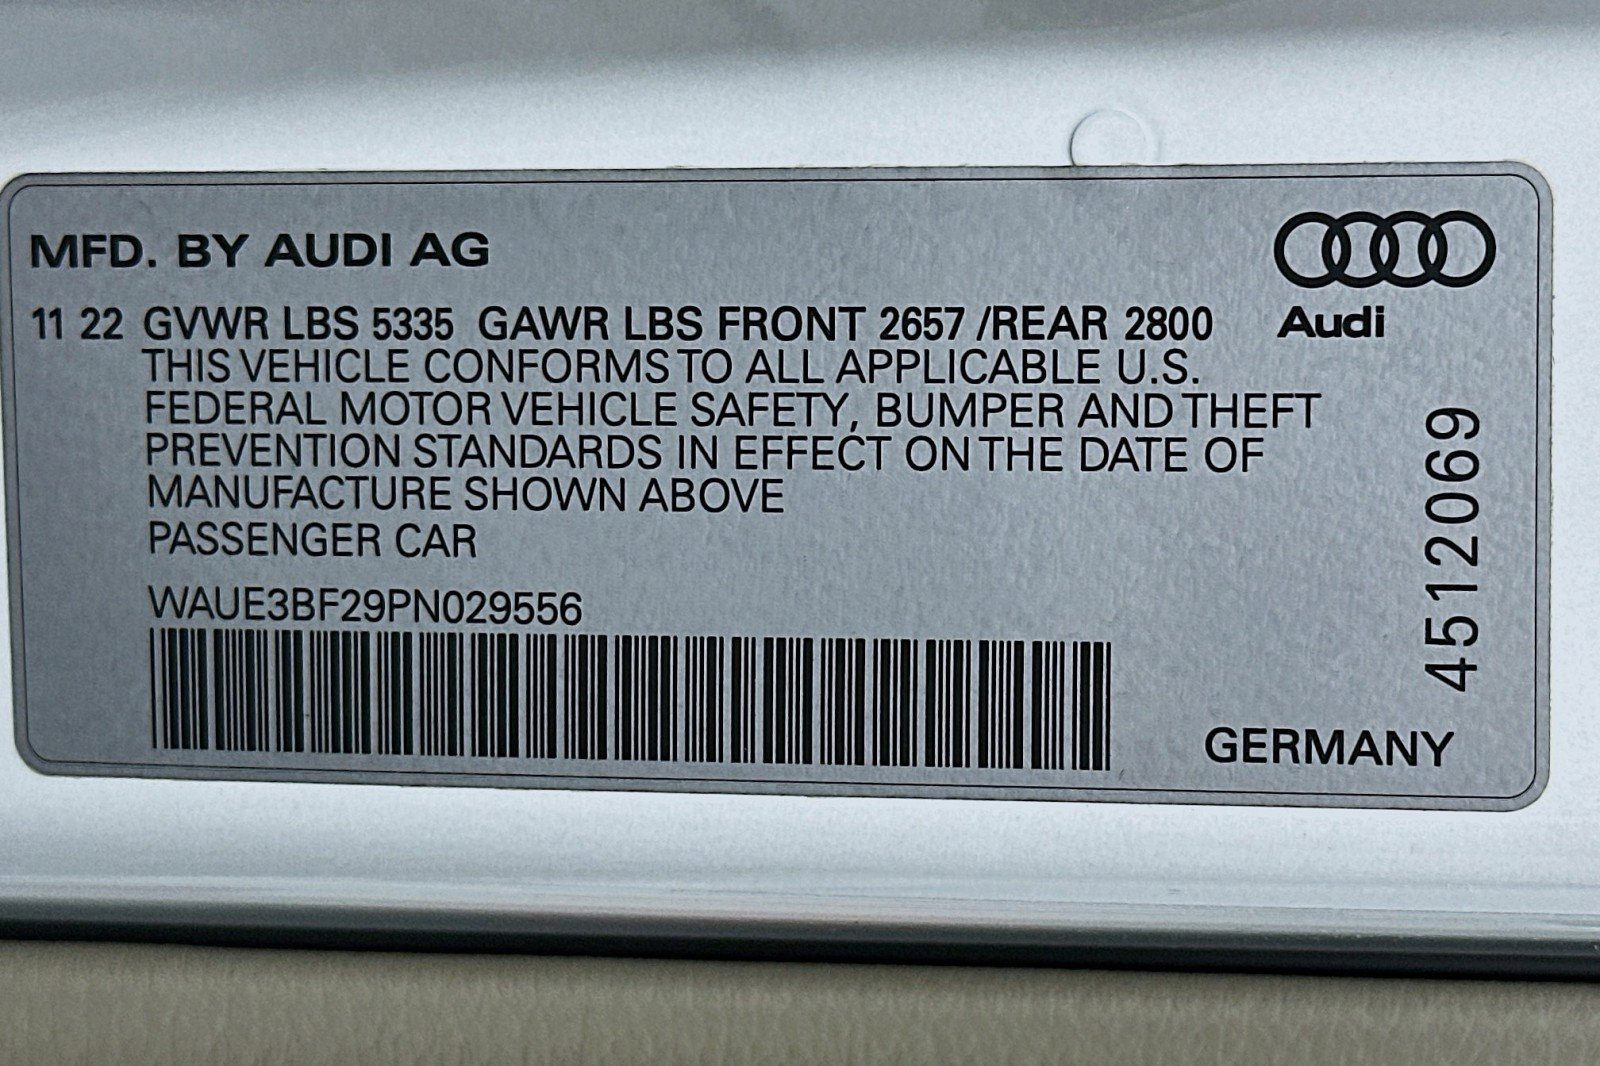 MFD. BY AUDI AG
Audi
11 22 GVWR LBS 5335 GAWR LBS FRONT 2657 /REAR 2800
THIS VEHICLE CONFORMS TO ALL APPLICABLE U.S.
FEDERAL MOTOR VEHICLE SAFETY, BUMPER AND THEFT
PREVENTION STANDARDS IN EFFECT ON THE DATE OF
MANUFACTURE SHOWN ABOVE
PASSENGER CAR
WAUE3BF29PN029556
4512069
GERMANY